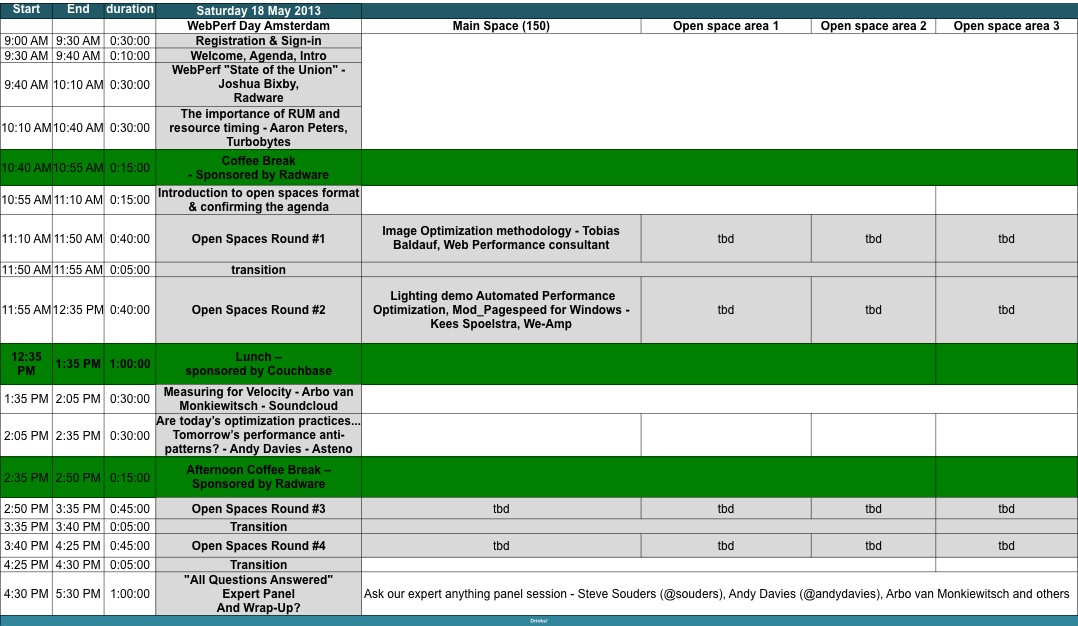 Start End duration Saturday 18 May 2013
WebPerf Day Amsterdam Main Space (150) Open space area 1 Open space area 2 Open space area 3
9:00 AM 9:30 AM 0:30:00 Registration & Sign-in
9:30 AM 9:40 AM 0:10:00 Welcome, Agenda, Intro
WebPerf "State of the Union" -
9:40 AM 10:10 AM 0:30:00 Joshua Bixby,
Radware
The importance of RUM and
10:10 AM 10:40 AM 0:30:00 resource timing - Aaron Peters,
Turbobytes
Coffee Break
10:40 AM 10:55 AM 0:15:00
- Sponsored by Radware
Introduction to open spaces format
10:55 AM 11:10 AM 0:15:00
& confirming the agenda
Image Optimization methodology - Tobias
11:10 AM 11:50 AM 0:40:00 Open Spaces Round #1 tbd tbd tbd
Baldauf, Web Performance consultant
11:50 AM 11:55 AM 0:05:00 transition
Lighting demo Automated Performance
11:55 AM 12:35 PM 0:40:00 Open Spaces Round #2 Optimization, Mod_Pagespeed for Windows - tbd tbd tbd
Kees Spoelstra, We-Amp
12:35 Lunch –
1:35 PM 1:00:00
PM sponsored by Couchbase
Measuring for Velocity - Arbo van
1:35 PM 2:05 PM 0:30:00
Monkiewitsch - Soundcloud
Are today’s optimization practices...
2:05 PM 2:35 PM 0:30:00 Tomorrow’s performance anti-
patterns? - Andy Davies - Asteno
Afternoon Coffee Break –
2:35 PM 2:50 PM 0:15:00
Sponsored by Radware
2:50 PM 3:35 PM 0:45:00 Open Spaces Round #3 tbd tbd tbd tbd
3:35 PM 3:40 PM 0:05:00 Transition
3:40 PM 4:25 PM 0:45:00 Open Spaces Round #4 tbd tbd tbd tbd
4:25 PM 4:30 PM 0:05:00 Transition
"All Questions Answered"
4:30 PM 5:30 PM 1:00:00 Expert Panel Ask our expert anything panel session - Steve Souders (@souders), Andy Davies (@andydavies), Arbo van Monkiewitsch and others
And Wrap-Up?
Drinks!